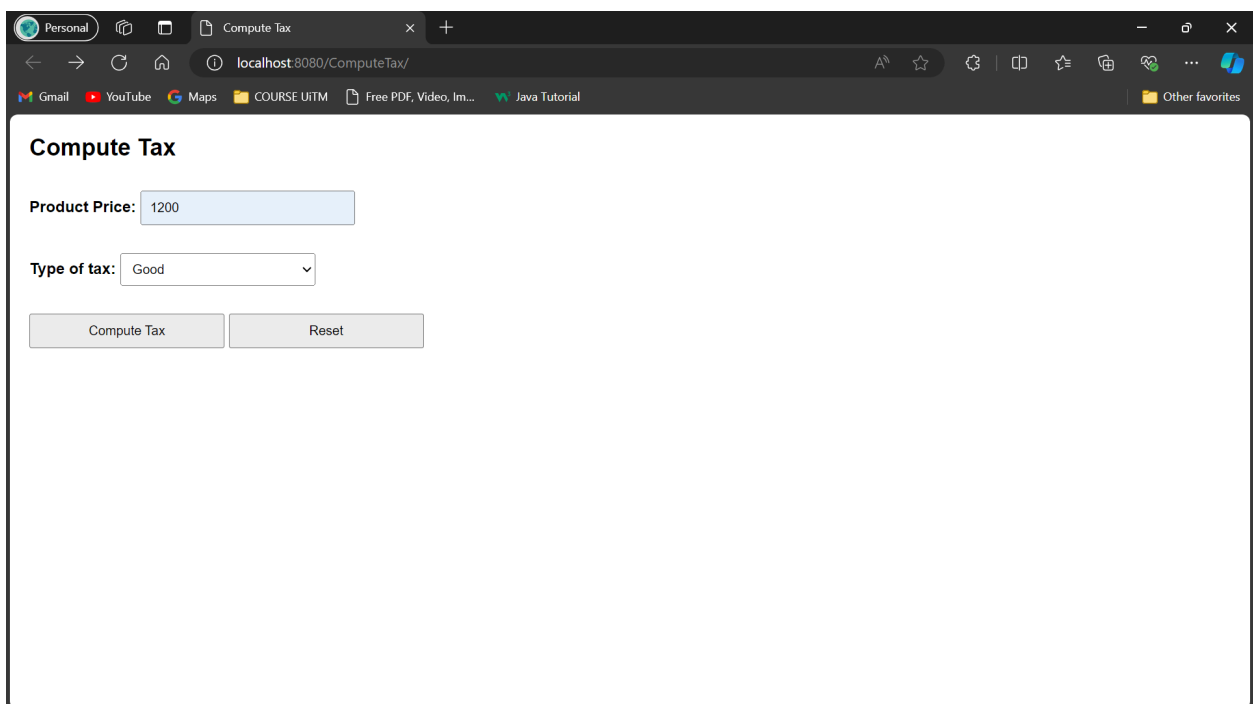 Personal Compute Tax
localhost:8080/ComputeTax/
Gmail YouTube Maps COURSE UiTM Free PDF, Video, Im... Java Tutorial Other favorites
Compute Tax
Product Price: 1200
Type of tax: Good
Compute Tax Reset